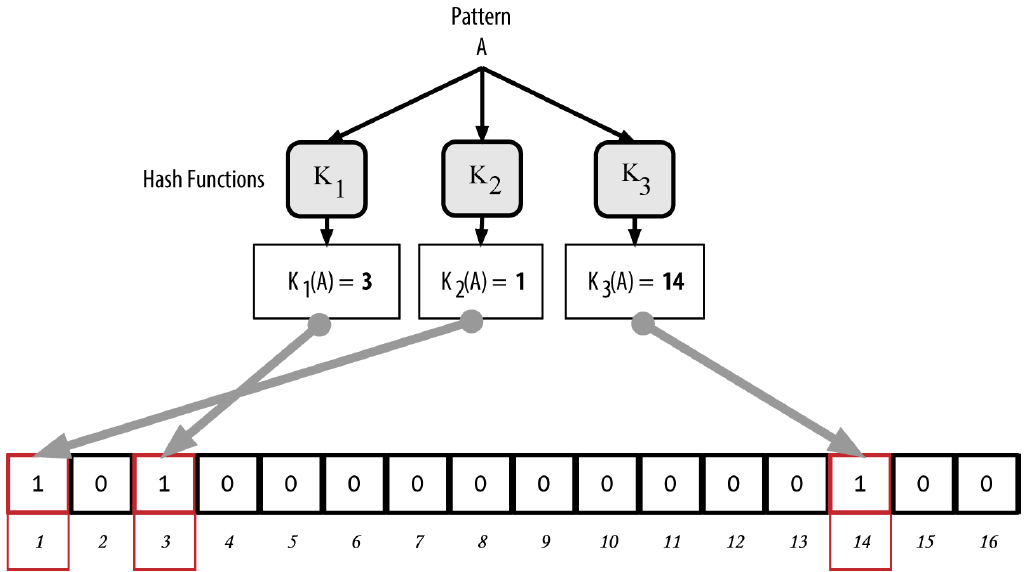 Pattern
A
Hash Functions K1 K2 K3
K1(A) = 3 K2(A) = 1 K3(A) = 14
1 0 1 0 0 0 0 0 0 0 0 0 0 1 0 0
1 2 3 4 5 6 7 8 9 10 11 12 13 14 15 16